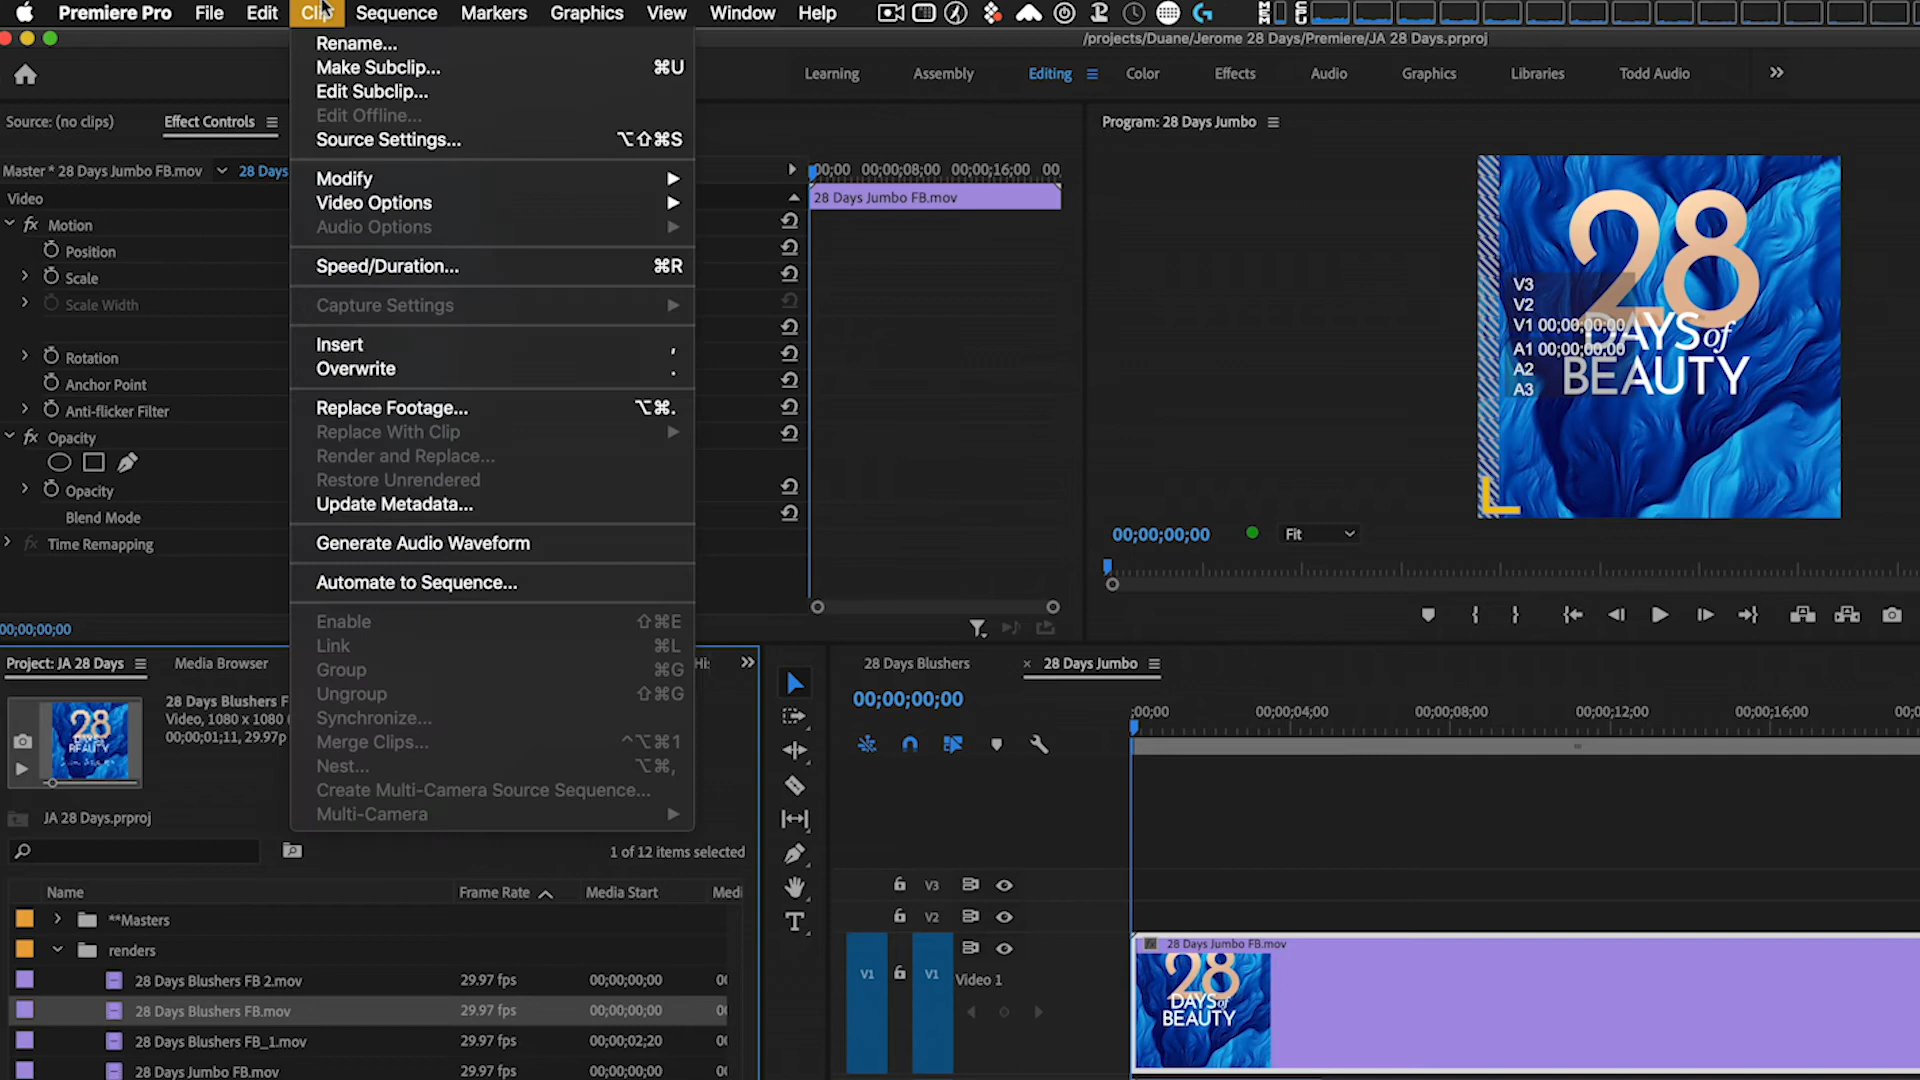 Premiere Pro File Edit Clip Sequence Markers Graphics View Window Help
/projects/Duane/Jerome 28 Days/Premiere/JA 28 Days.prproj
Learning Assembly Editing Color Effects Audio Graphics Libraries Todd Audio
Rename...
Make Subclip... ⌘U
Edit Subclip...
Edit Offline...
Source Settings... ⌥⇧⌘S
Modify
Video Options
Audio Options
Speed/Duration... ⌘R
Capture Settings
Insert ,
Overwrite .
Replace Footage... ⌥⌘.
Replace With Clip
Render and Replace...
Restore Unrendered
Update Metadata...
Generate Audio Waveform
Automate to Sequence...
Enable ⇧⌘E
Link ⌘L
Group ⌘G
Ungroup ⇧⌘G
Synchronize...
Merge Clips... ^⌥⌘1
Nest... ⌥⌘,
Create Multi-Camera Source Sequence...
Multi-Camera
Source: (no clips) Effect Controls
Master * 28 Days Jumbo FB.mov 28 Days
Video
fx Motion
Position
Scale
Scale Width
Rotation
Anchor Point
Anti-flicker Filter
fx Opacity
Opacity
Blend Mode
fx Time Remapping
00;00;00;00
:00;00 00;00;08;00 00;00;16;00 00
28 Days Jumbo FB.mov
Program: 28 Days Jumbo
28
DAYS of
BEAUTY
V3
V2
V1 00;00;00;00
A1 00;00;00;00
A2
A3
00;00;00;00 Fit
Project: JA 28 Days Media Browser
28 Days Blushers F
Video, 1080 x 1080 (
00;00;01;11, 29.97p
28
BEAUTY
JA 28 Days.prproj
1 of 12 items selected
Name Frame Rate Media Start Medi
**Masters
renders
28 Days Blushers FB 2.mov 29.97 fps 00;00;00;00
28 Days Blushers FB.mov 29.97 fps 00;00;00;00
28 Days Blushers FB_1.mov 29.97 fps 00;00;02;20
28 Days Jumbo FB.mov 29.97 fps 00;00;00;00
28 Days Blushers × 28 Days Jumbo
00;00;00;00
;00;00 00;00;04;00 00;00;08;00 00;00;12;00 00;00;16;00 00;0
V3
V2
V1 V1 Video 1
fx 28 Days Jumbo FB.mov
28
DAYS of
BEAUTY